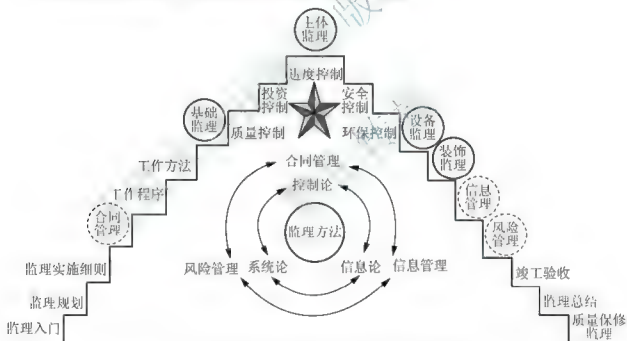 主体
监理
进度控制
投资
控制
安全
控制
基础
监理
质量控制
环保控制
设备
监理
装饰
监理
工作方法
合同管理
工作程序
控制论
信息
管理
合同
管理
监理方法
风险
管理
监理实施细则
风险管理
系统论
信息论
信息管理
竣工验收
监理规划
监理总结
监理入门
质量保修
监理